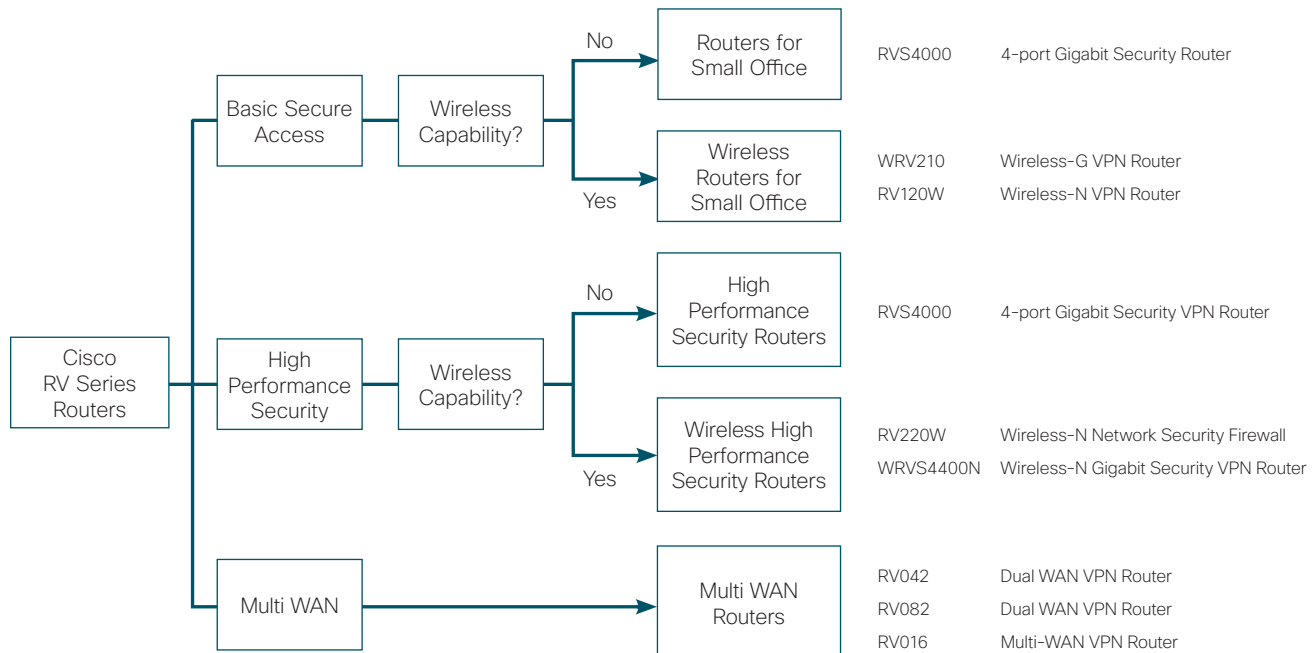 Cisco
RV Series
Routers
Basic Secure
Access
Wireless
Capability?
No
Routers for
Small Office
RVS4000 4-port Gigabit Security Router
Yes
Wireless
Routers for
Small Office
WRV210 Wireless-G VPN Router
RV120W Wireless-N VPN Router
High
Performance
Security
Wireless
Capability?
No
High
Performance
Security Routers
RVS4000 4-port Gigabit Security VPN Router
Yes
Wireless High
Performance
Security Routers
RV220W Wireless-N Network Security Firewall
WRVS4400N Wireless-N Gigabit Security VPN Router
Multi WAN
Multi WAN
Routers
RV042 Dual WAN VPN Router
RV082 Dual WAN VPN Router
RV016 Multi-WAN VPN Router